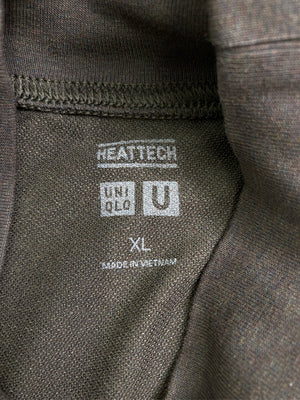 HEATTECH
UNI U
QLO
XL
MADE IN VIETNAM